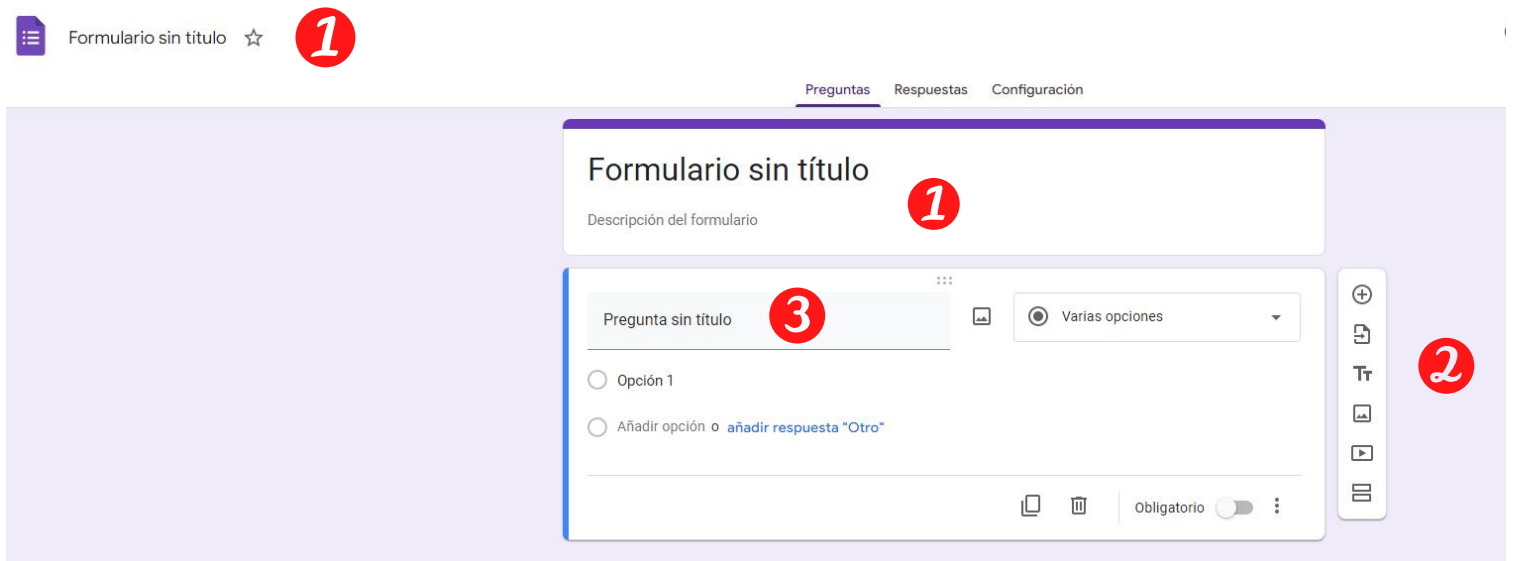 Formulario sin título
1
Preguntas Respuestas Configuración
Formulario sin título
1
Descripción del formulario
Pregunta sin título
3
Varias opciones
2
Opción 1
Añadir opción o añadir respuesta "Otro"
Obligatorio